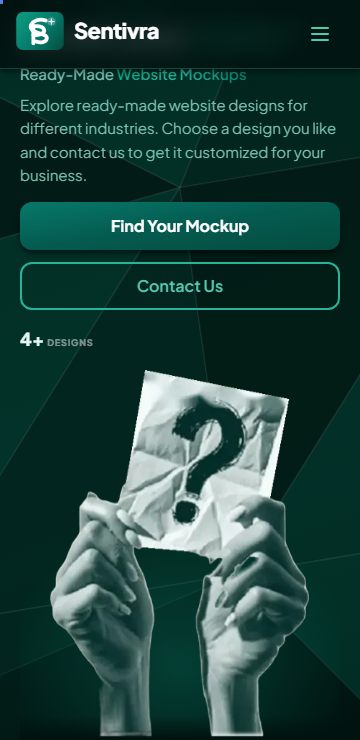 Sentivra
Ready-Made Website Mockups
Explore ready-made website designs for
different industries. Choose a design you like
and contact us to get it customized for your
business.
Find Your Mockup
Contact Us
4+ DESIGNS
?